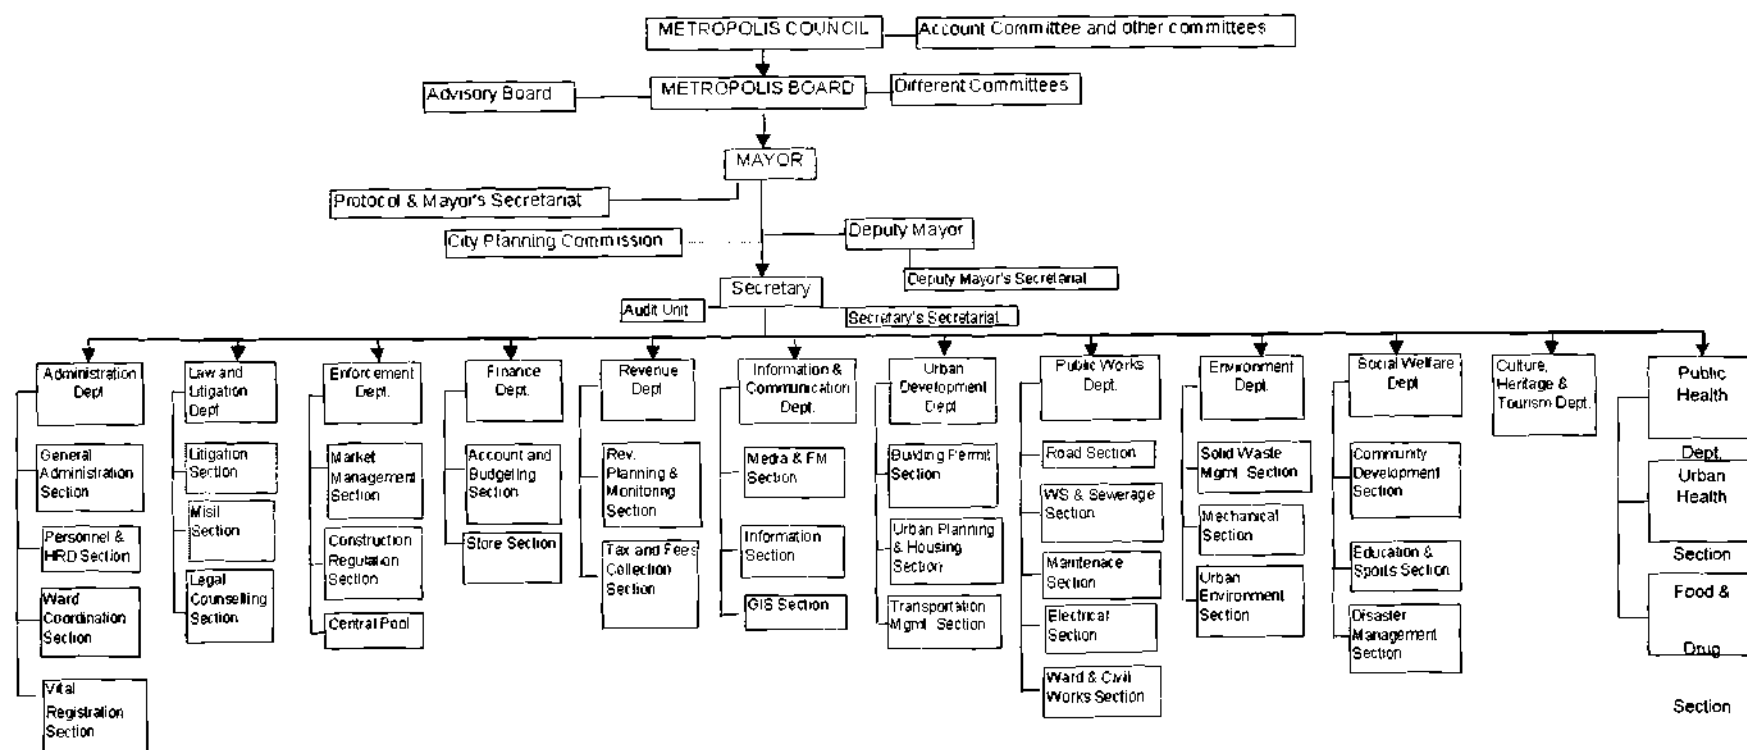 METROPOLIS COUNCIL
Account Committee and other committees
Advisory Board
METROPOLIS BOARD
Different Committees
MAYOR
Protocol & Mayor's Secretariat
City Planning Commission
Deputy Mayor
Deputy Mayor's Secretariat
Secretary
Audit Unit
Secretary's Secretariat
Administration
Dept
General
Administration
Section
Personnel &
HRD Section
Ward
Coordination
Section
Vital
Registration
Section
Law and
Litigation
Dept
Litigation
Section
Misil
Section
Legal
Counselling
Section
Enforcement
Dept.
Market
Management
Section
Construction
Regulation
Section
Central Pool
Finance
Dept.
Account and
Budgeting
Section
Store Section
Revenue
Dept
Rev.
Planning &
Monitoring
Section
Tax and Fees
Collection
Section
Information &
Communication
Dept.
Media & FM
Section
Information
Section
GIS Section
Urban
Development
Dept
Building Permit
Section
Urban Planning
& Housing
Section
Transportation
Mgmt. Section
Public Works
Dept.
Road Section
WS & Sewerage
Section
Maintenace
Section
Electrical
Section
Ward & Civil
Works Section
Environment
Dept.
Solid Waste
Mgmt. Section
Mechanical
Section
Urban
Environment
Section
Social Welfare
Dept
Community
Development
Section
Education &
Sports Section
Disaster
Management
Section
Culture,
Heritage &
Tourism Dept.
Public
Health
Dept.
Urban
Health
Section
Food &
Drug
Section